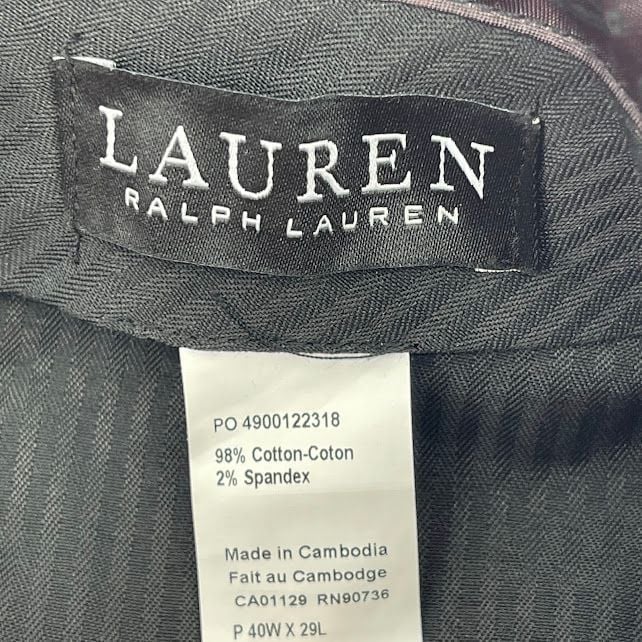 LAUREN
RALPH LAUREN
PO 4900122318
98% Cotton-Coton
2% Spandex
Made in Cambodia
Fait au Cambodge
CA01129 RN90736
P 40W X 29L